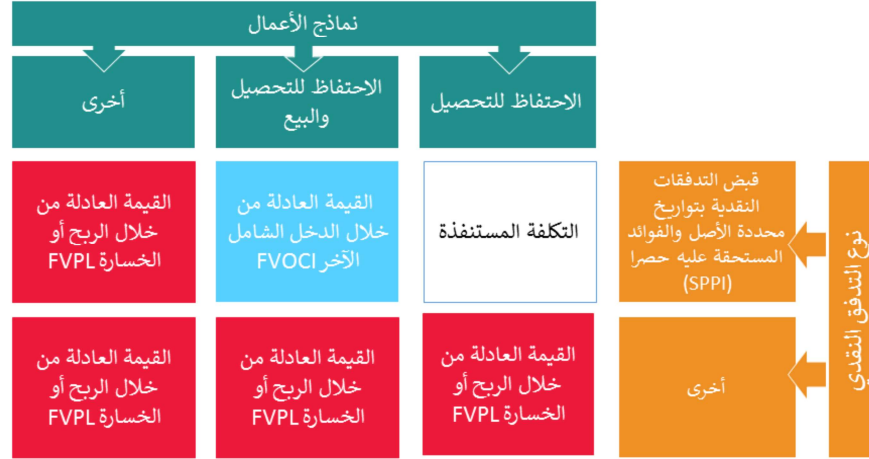 نماذج الأعمال
الاحتفاظ للتحصيل
الاحتفاظ للتحصيل
والبيع
أخرى
نوع التدفق النقدي
قبض التدفقات
النقدية بتواريخ
محددة الأصل والفوائد
المستحقة عليه حصرا
(SPPI)
التكلفة المستنفذة
القيمة العادلة من
خلال الدخل الشامل
الآخر FVOCI
القيمة العادلة من
خلال الربح أو
الخسارة FVPL
أخرى
القيمة العادلة من
خلال الربح أو
الخسارة FVPL
القيمة العادلة من
خلال الربح أو
الخسارة FVPL
القيمة العادلة من
خلال الربح أو
الخسارة FVPL